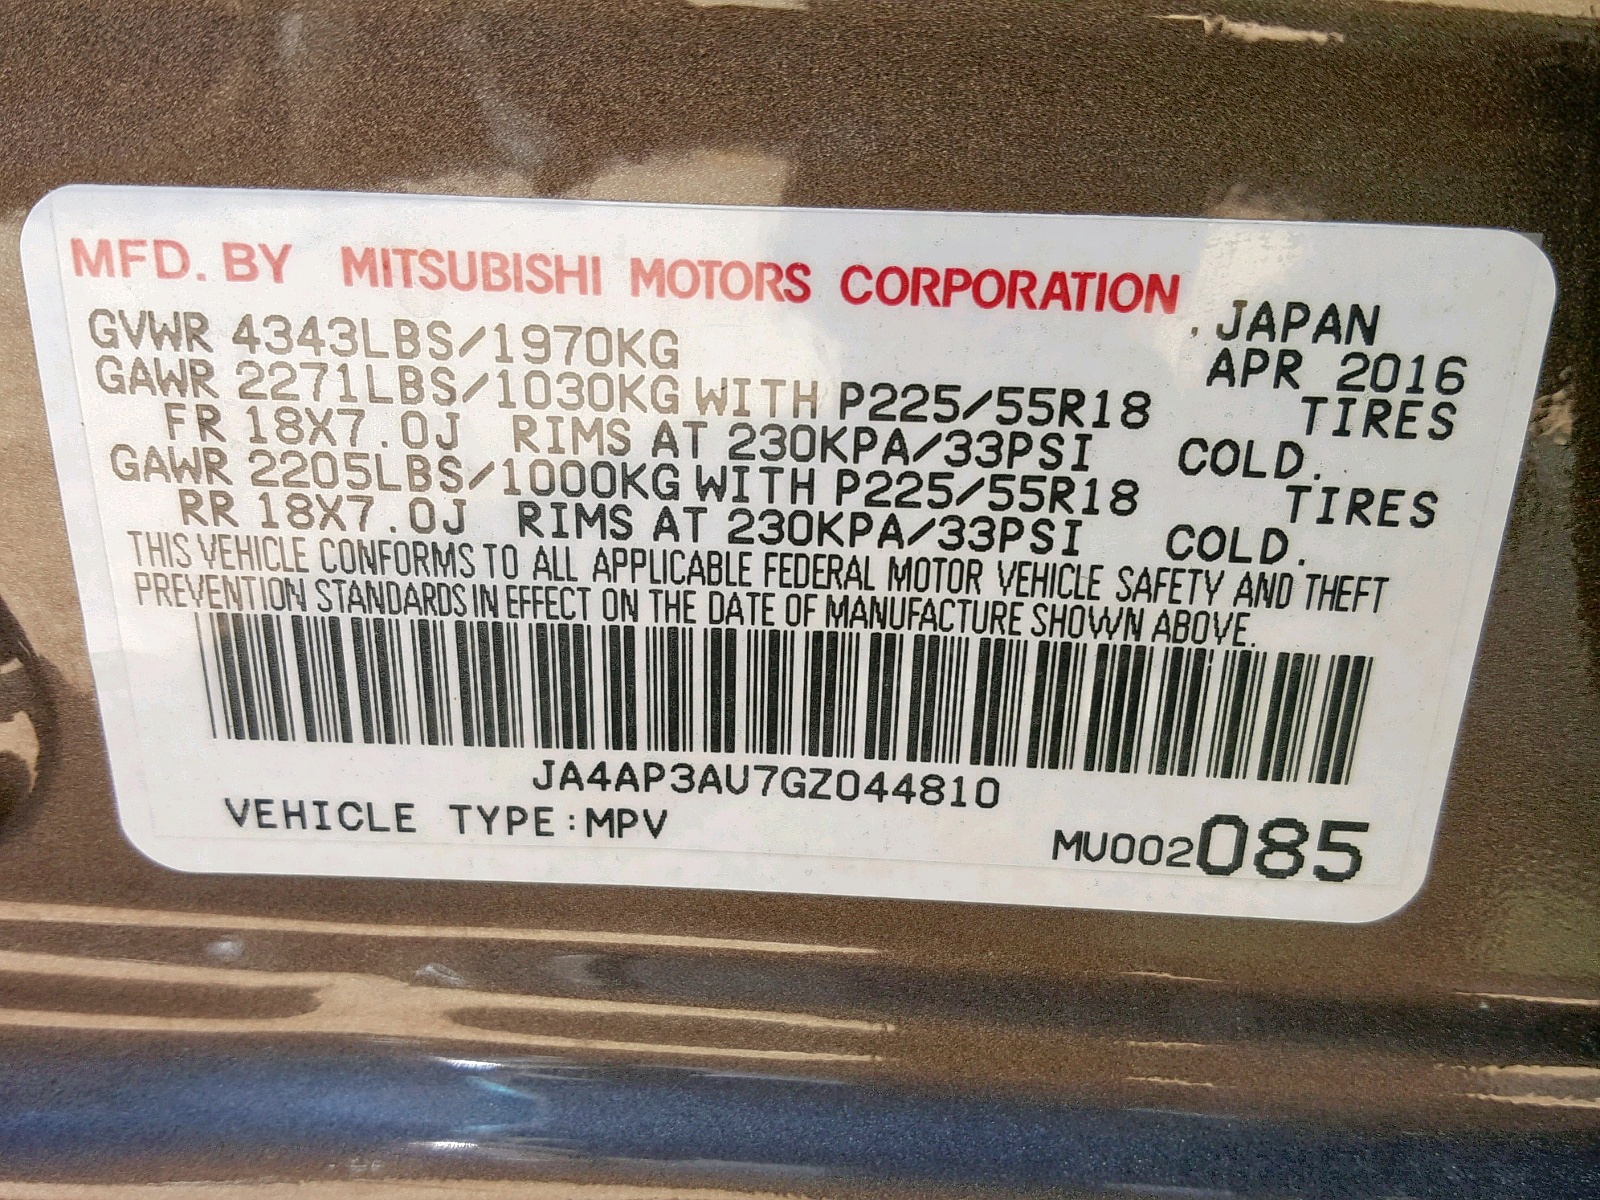 MFD. BY MITSUBISHI MOTORS CORPORATION , JAPAN
GVWR 4343LBS/1970KG APR 2016
GAWR 2271LBS/1030KG WITH P225/55R18 TIRES
FR 18X7.0J RIMS AT 230KPA/33PSI COLD.
GAWR 2205LBS/1000KG WITH P225/55R18 TIRES
RR 18X7.0J RIMS AT 230KPA/33PSI COLD.
THIS VEHICLE CONFORMS TO ALL APPLICABLE FEDERAL MOTOR VEHICLE SAFETY AND THEFT
PREVENTION STANDARDS IN EFFECT ON THE DATE OF MANUFACTURE SHOWN ABOVE.
JA4AP3AU7GZ044810
VEHICLE TYPE:MPV MU002085